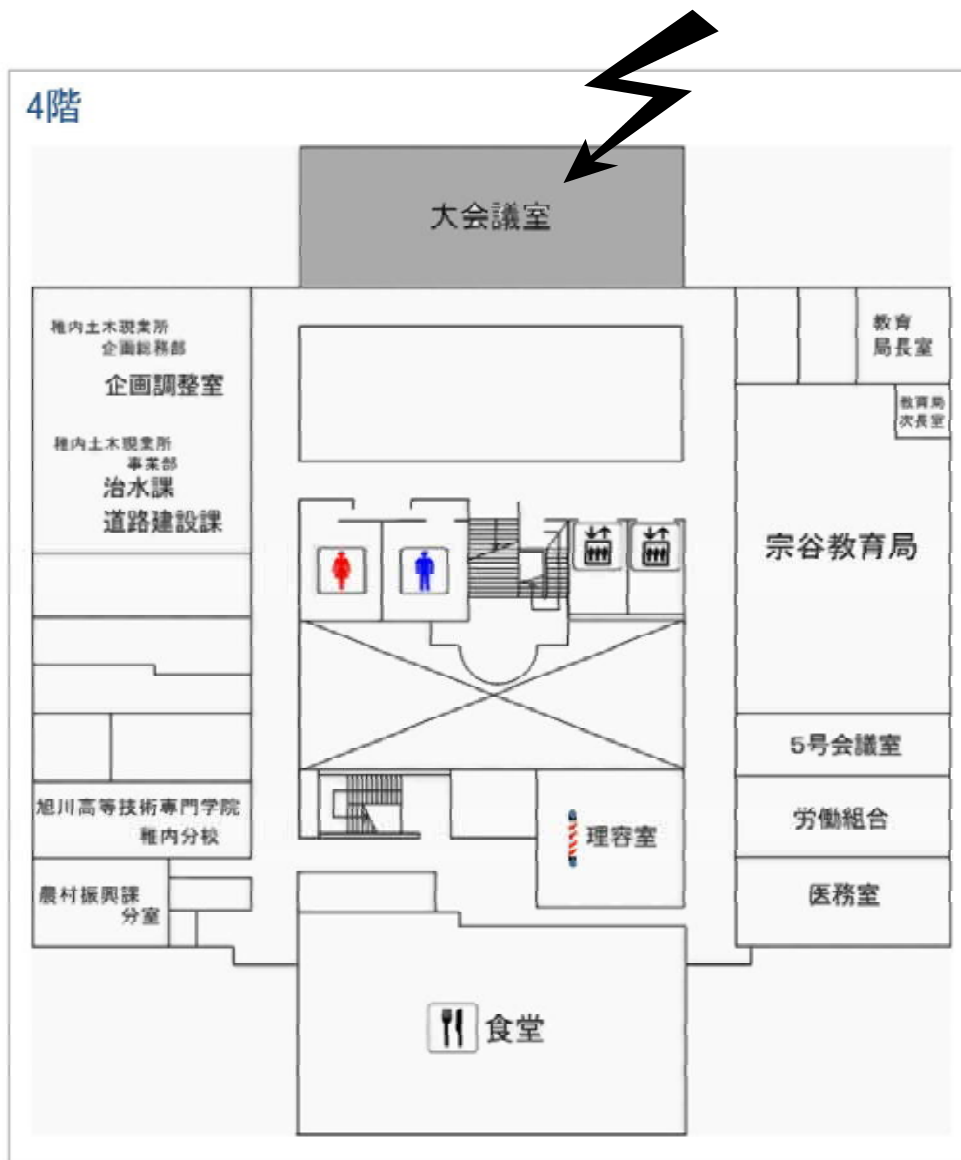 4階
大会議室
稚内土木現業所
企画総務部
企画調整室
稚内土木現業所
事業部
治水課
道路建設課
教育
局長室
教育局
次長室
宗谷教育局
5号会議室
旭川高等技術専門学院
稚内分校
労働組合
理容室
農村振興課
分室
医務室
食堂